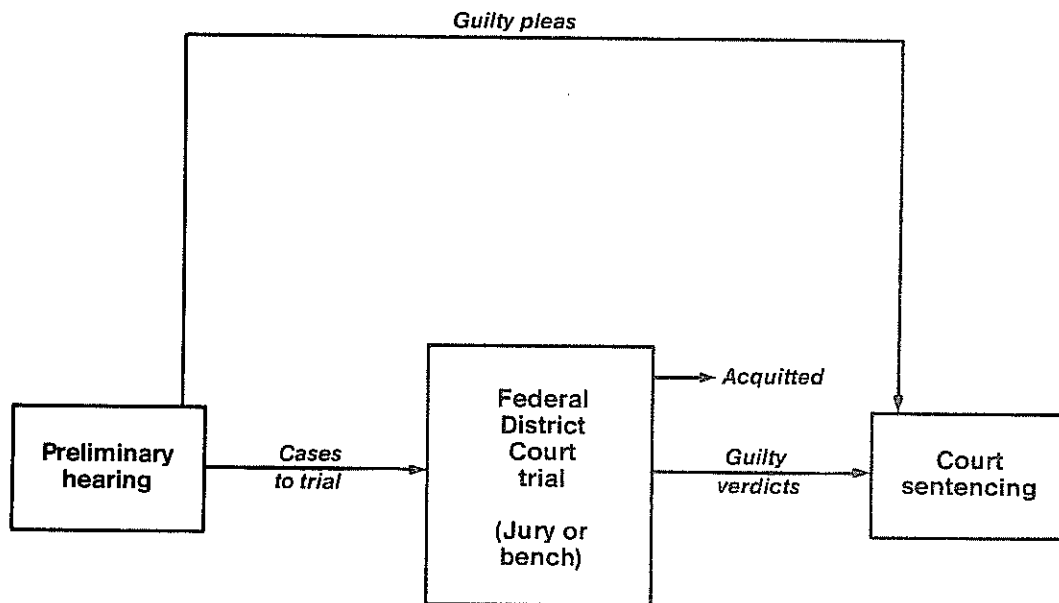 Guilty pleas
Preliminary
hearing
Cases
to trial
Federal
District
Court
trial
(Jury or
bench)
Acquitted
Guilty
verdicts
Court
sentencing